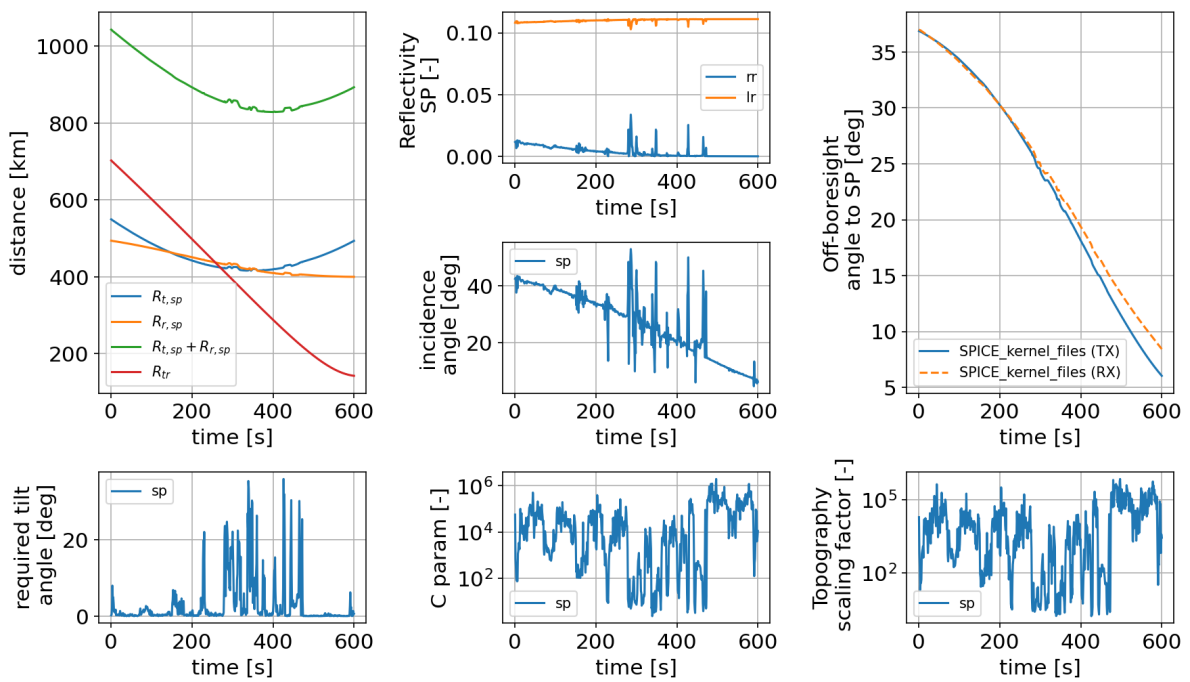 distance [km]
1000
800
600
400
200
R_{t,sp}
R_{r,sp}
R_{t,sp} + R_{r,sp}
R_{tr}
0 200 400 600
time [s]
Reflectivity
SP [-]
0.10
0.05
0.00
rr
lr
0 200 400 600
time [s]
incidence
angle [deg]
40
20
sp
0 200 400 600
time [s]
Off-boresight
angle to SP [deg]
35
30
25
20
15
10
5
SPICE_kernel_files (TX)
SPICE_kernel_files (RX)
0 200 400 600
time [s]
required tilt
angle [deg]
20
0
sp
0 200 400 600
time [s]
C param [-]
10^6
10^4
10^2
sp
0 200 400 600
time [s]
Topography
scaling factor [-]
10^5
10^2
sp
0 200 400 600
time [s]